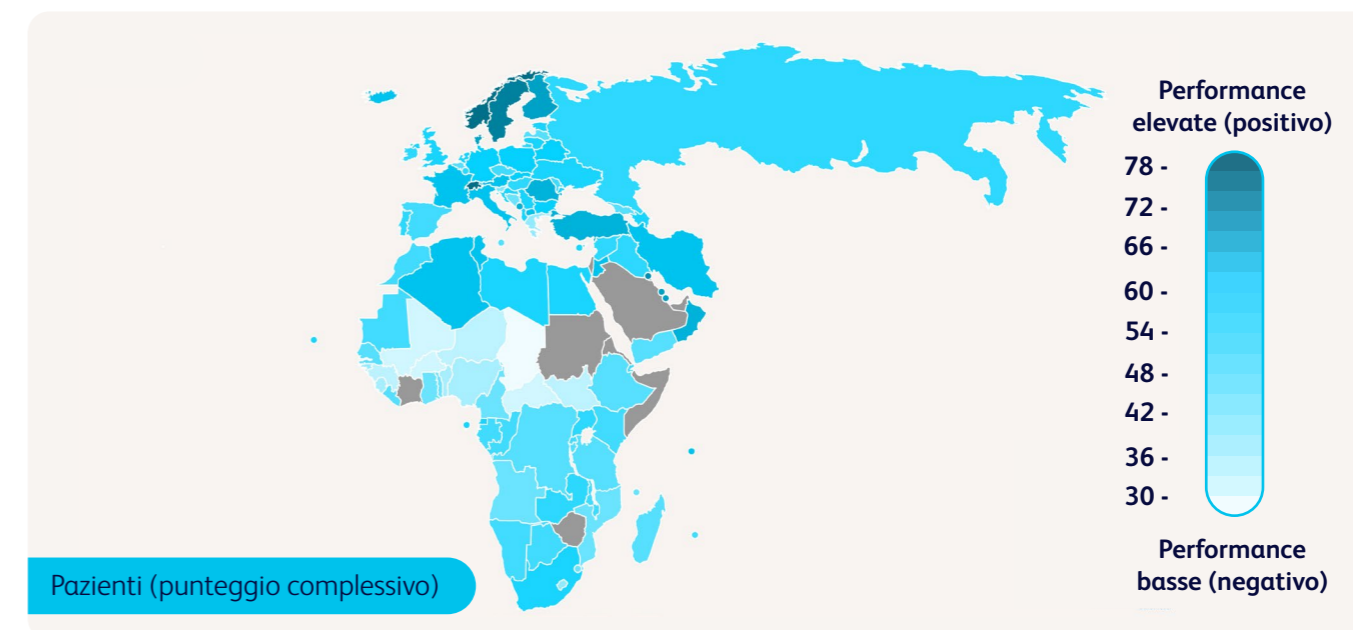 Performance
elevate (positivo)
78 -
72 -
66 -
60 -
54 -
48 -
42 -
36 -
30 -
Performance
basse (negativo)
Pazienti (punteggio complessivo)